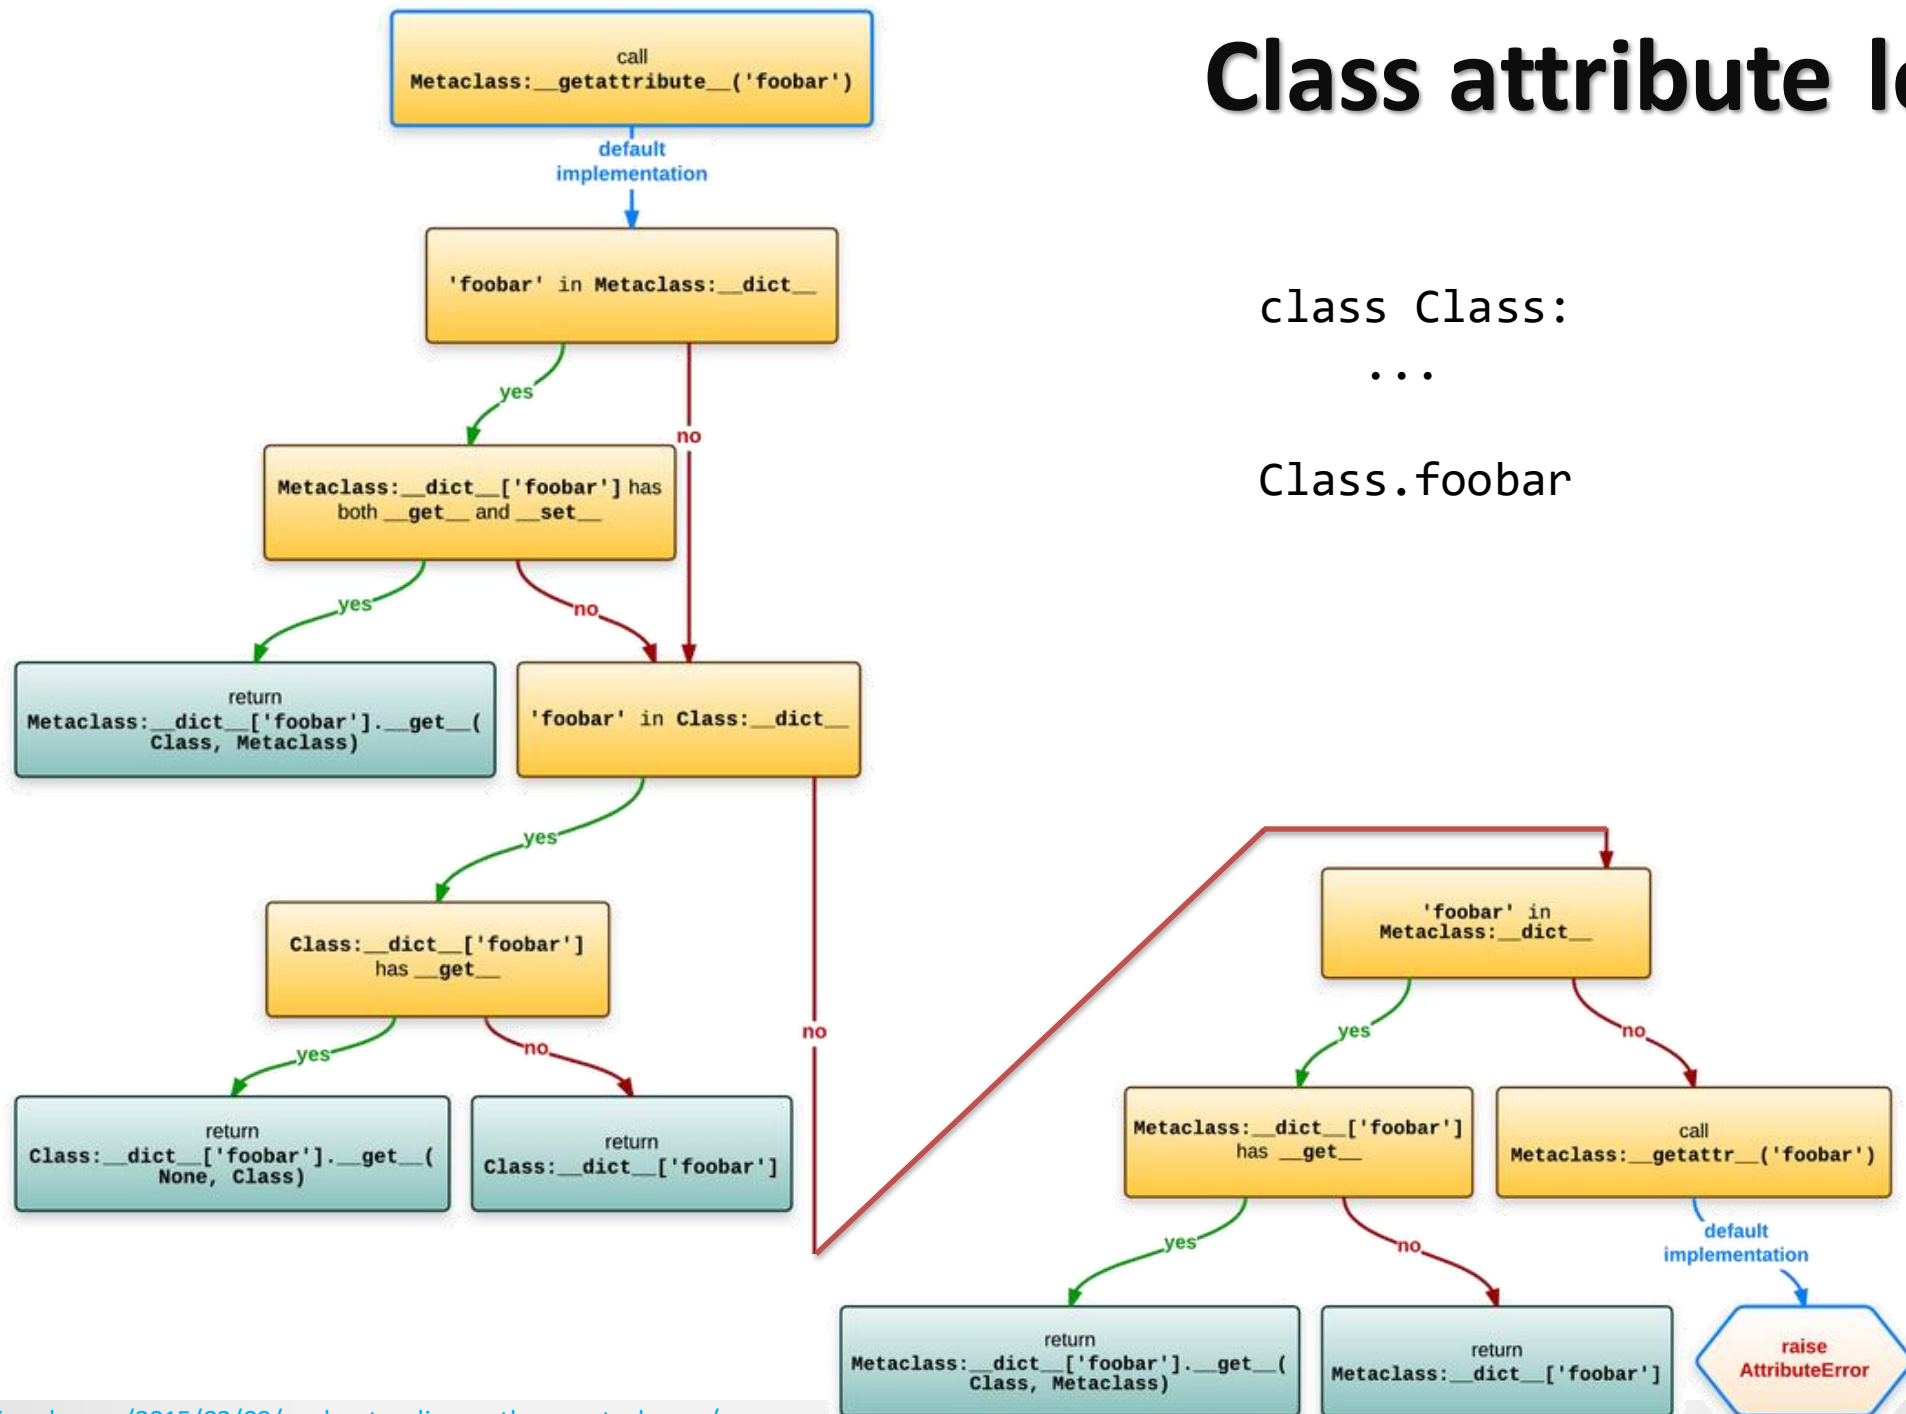 Class attribute
call
Metaclass:__getattribute__('foobar')
default
implementation
'foobar' in Metaclass:__dict__
class Class:
...
Class.foobar
yes
no
Metaclass:__dict__['foobar'] has
both __get__ and __set__
yes
no
return
Metaclass:__dict__['foobar'].__get__(
Class, Metaclass)
'foobar' in Class:__dict__
yes
no
Class:__dict__['foobar']
has __get__
yes
no
return
Class:__dict__['foobar'].__get__(
None, Class)
return
Class:__dict__['foobar']
'foobar' in
Metaclass:__dict__
yes
no
Metaclass:__dict__['foobar']
has __get__
call
Metaclass:__getattr__('foobar')
yes
no
default
implementation
return
Metaclass:__dict__['foobar'].__get__(
Class, Metaclass)
return
Metaclass:__dict__['foobar']
raise
AttributeError